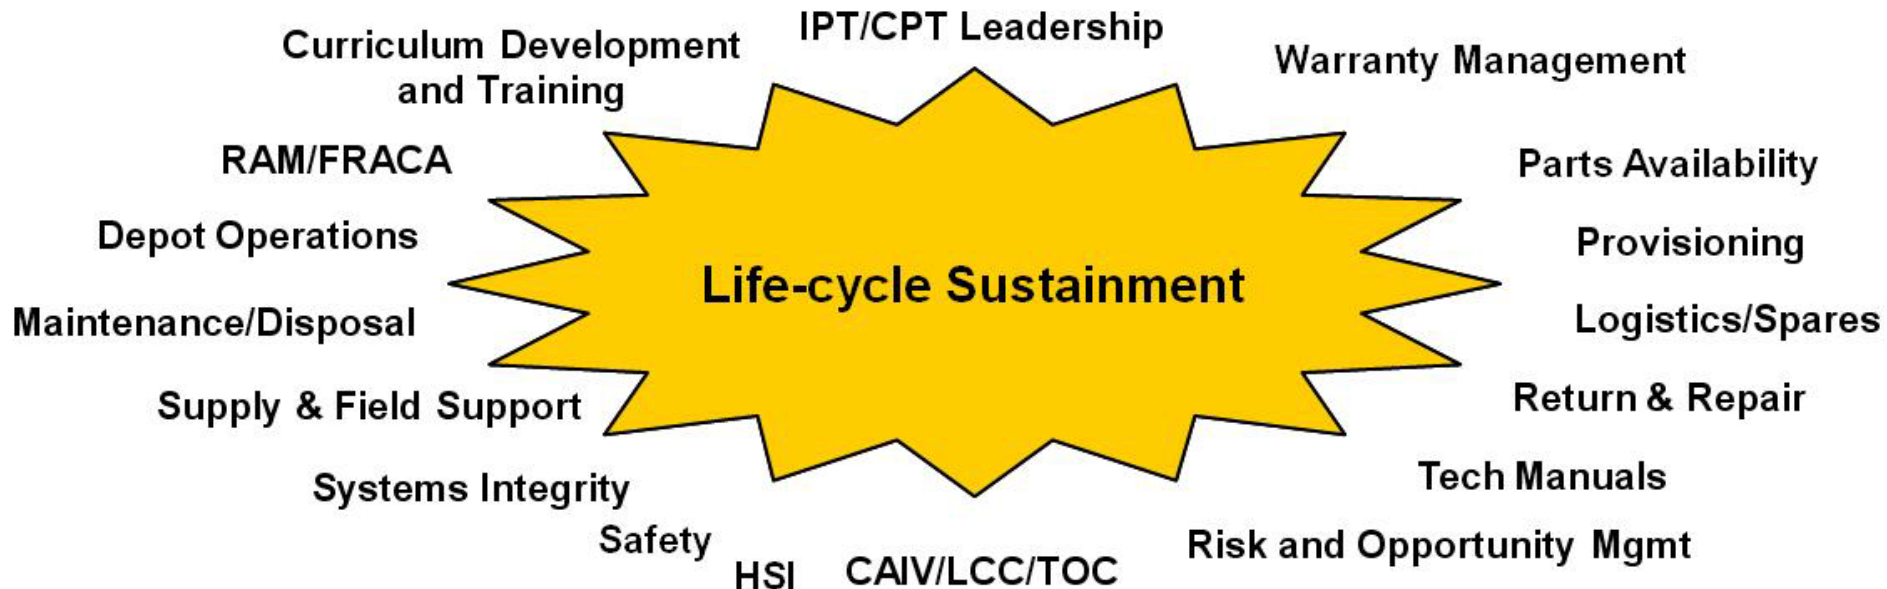 IPT/CPT Leadership
Curriculum Development
and Training
Warranty Management
RAM/FRACA
Parts Availability
Depot Operations
Provisioning
Life-cycle Sustainment
Maintenance/Disposal
Logistics/Spares
Supply & Field Support
Return & Repair
Systems Integrity
Tech Manuals
Safety
Risk and Opportunity Mgmt
HSI
CAIV/LCC/TOC